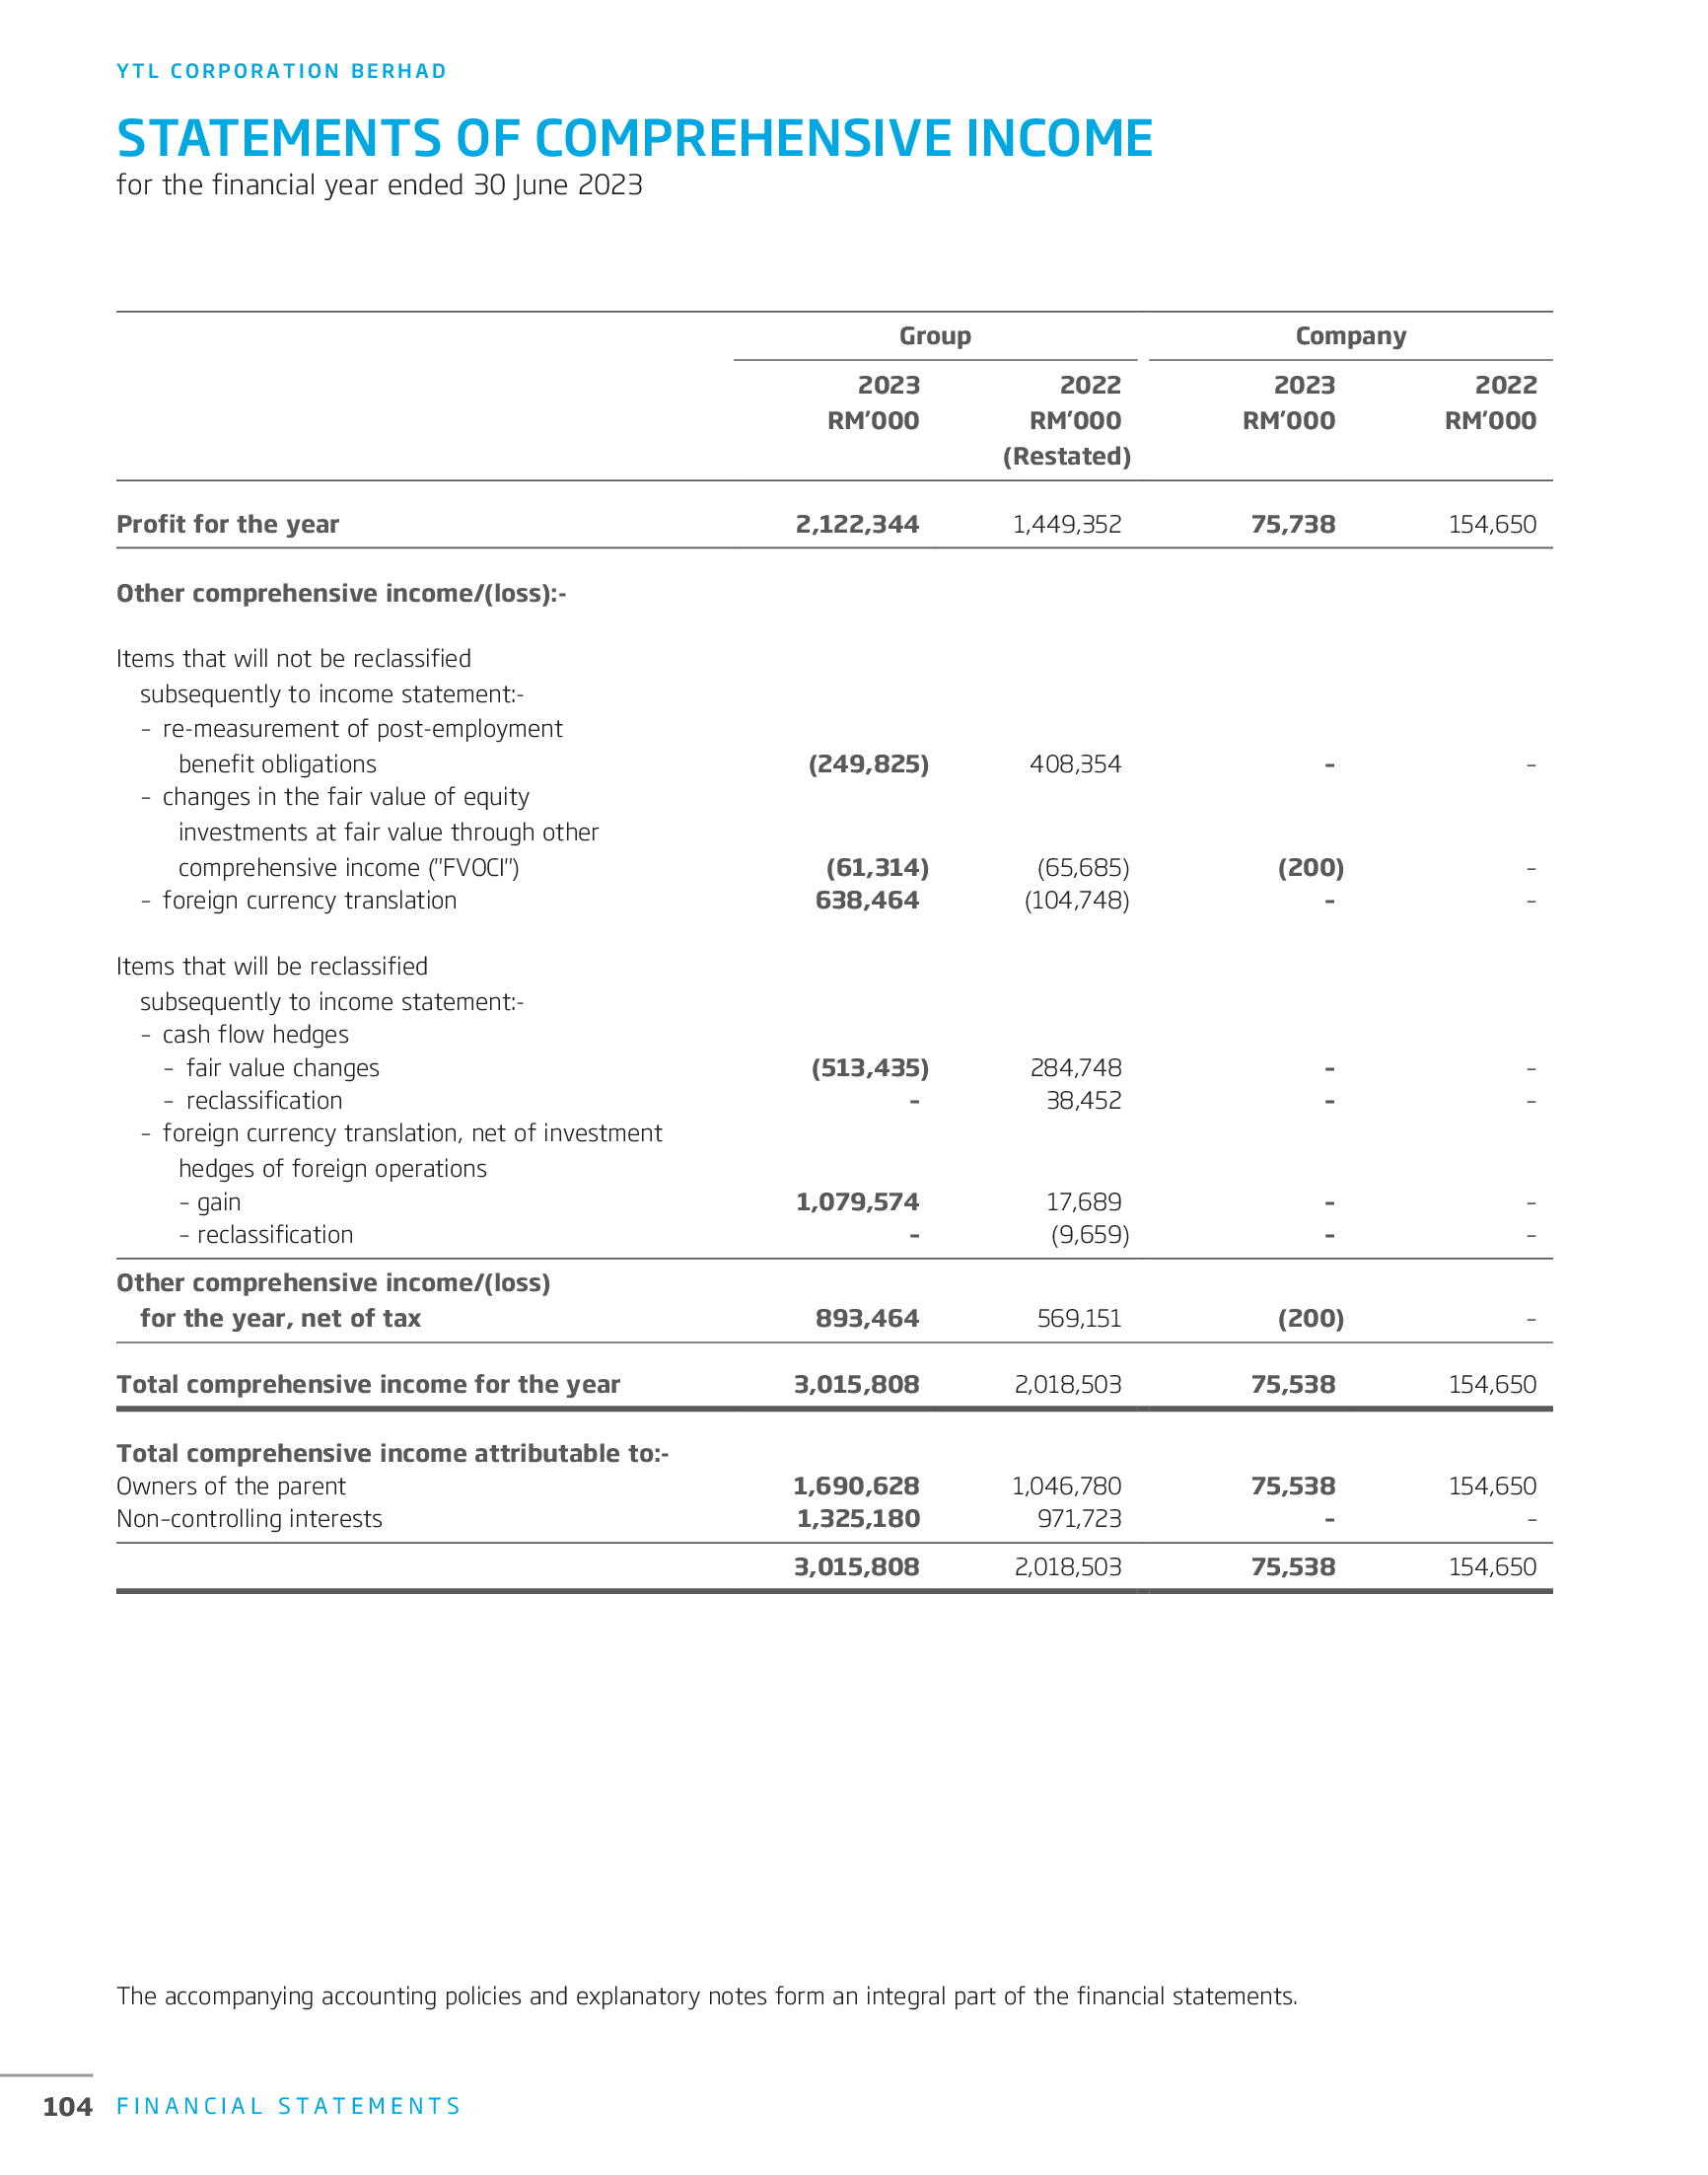 YTL CORPORATION BERHAD
STATEMENTS OF COMPREHENSIVE INCOME
for the financial year ended 30 June 2023
Group Company
2023 2022 2023 2022
RM'000 RM'000 RM'000 RM'000
(Restated)
Profit for the year 2,122,344 1,449,352 75,738 154,650
Other comprehensive income/(loss):-
Items that will not be reclassified
subsequently to income statement:-
– re-measurement of post-employment
benefit obligations (249,825) 408,354 – –
– changes in the fair value of equity
investments at fair value through other
comprehensive income ("FVOCI") (61,314) (65,685) (200) –
– foreign currency translation 638,464 (104,748) – –
Items that will be reclassified
subsequently to income statement:-
– cash flow hedges
– fair value changes (513,435) 284,748 – –
– reclassification – 38,452 – –
– foreign currency translation, net of investment
hedges of foreign operations
– gain 1,079,574 17,689 – –
– reclassification – (9,659) – –
Other comprehensive income/(loss)
for the year, net of tax 893,464 569,151 (200) –
Total comprehensive income for the year 3,015,808 2,018,503 75,538 154,650
Total comprehensive income attributable to:-
Owners of the parent 1,690,628 1,046,780 75,538 154,650
Non–controlling interests 1,325,180 971,723 – –
3,015,808 2,018,503 75,538 154,650
The accompanying accounting policies and explanatory notes form an integral part of the financial statements.
104 FINANCIAL STATEMENTS